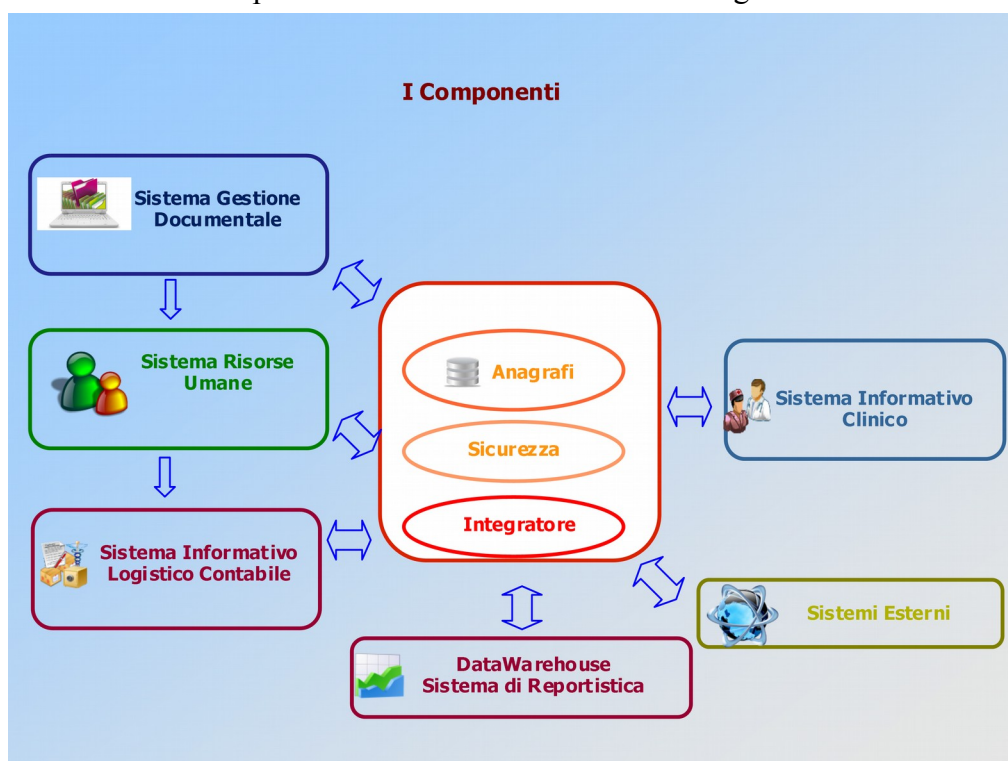 I Componenti
Sistema Gestione
Documentale
Sistema Risorse
Umane
Anagrafi
Sistema Informativo
Clinico
Sicurezza
Integratore
Sistema Informativo
Logistico Contabile
Sistemi Esterni
DataWarehouse
Sistema di Reportistica